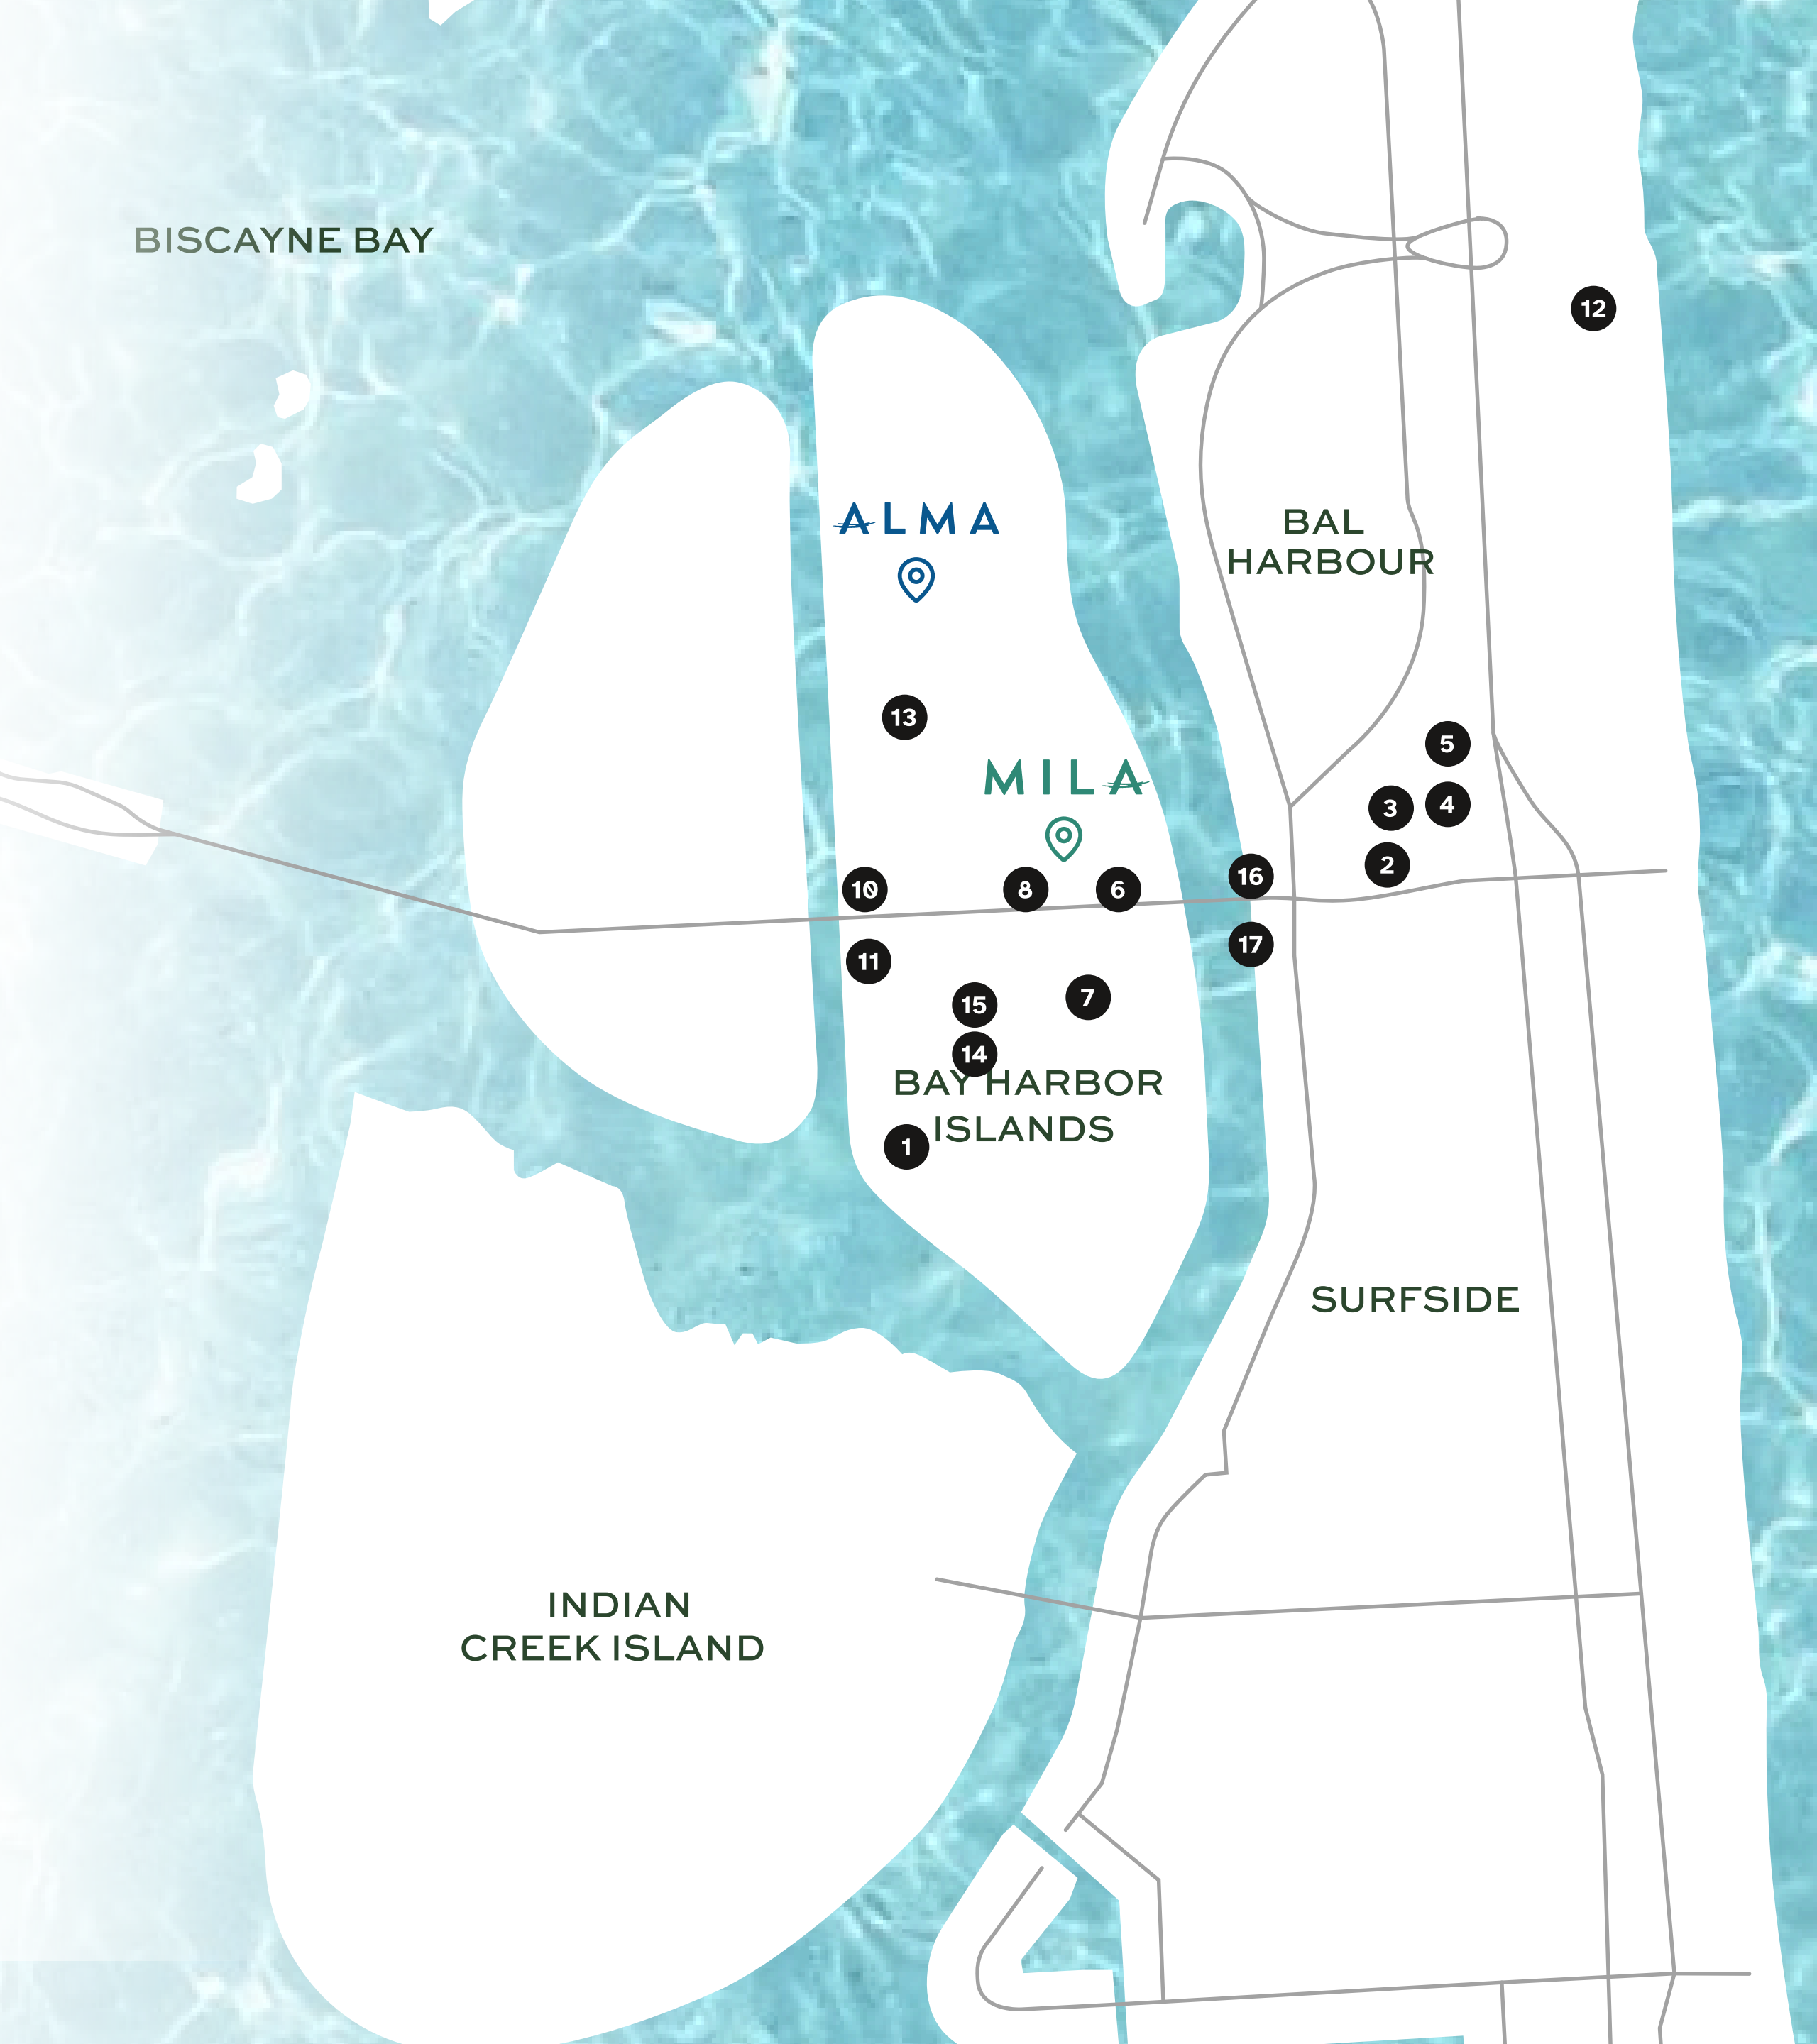 BISCAYNE BAY
12
ALMA
BAL
HARBOUR
13
5
MILA
3
4
2
10
8
6
16
11
17
15
7
14
BAY HARBOR
ISLANDS
1
SURFSIDE
INDIAN
CREEK ISLAND